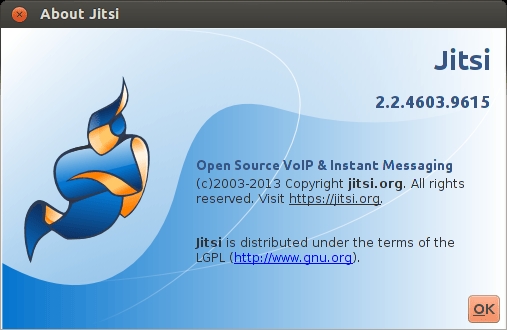 About Jitsi
Jitsi
2.2.4603.9615
Open Source VoIP & Instant Messaging
(c)2003-2013 Copyright jitsi.org. All rights
reserved. Visit https://jitsi.org.
Jitsi is distributed under the terms of the
LGPL (http://www.gnu.org).
OK